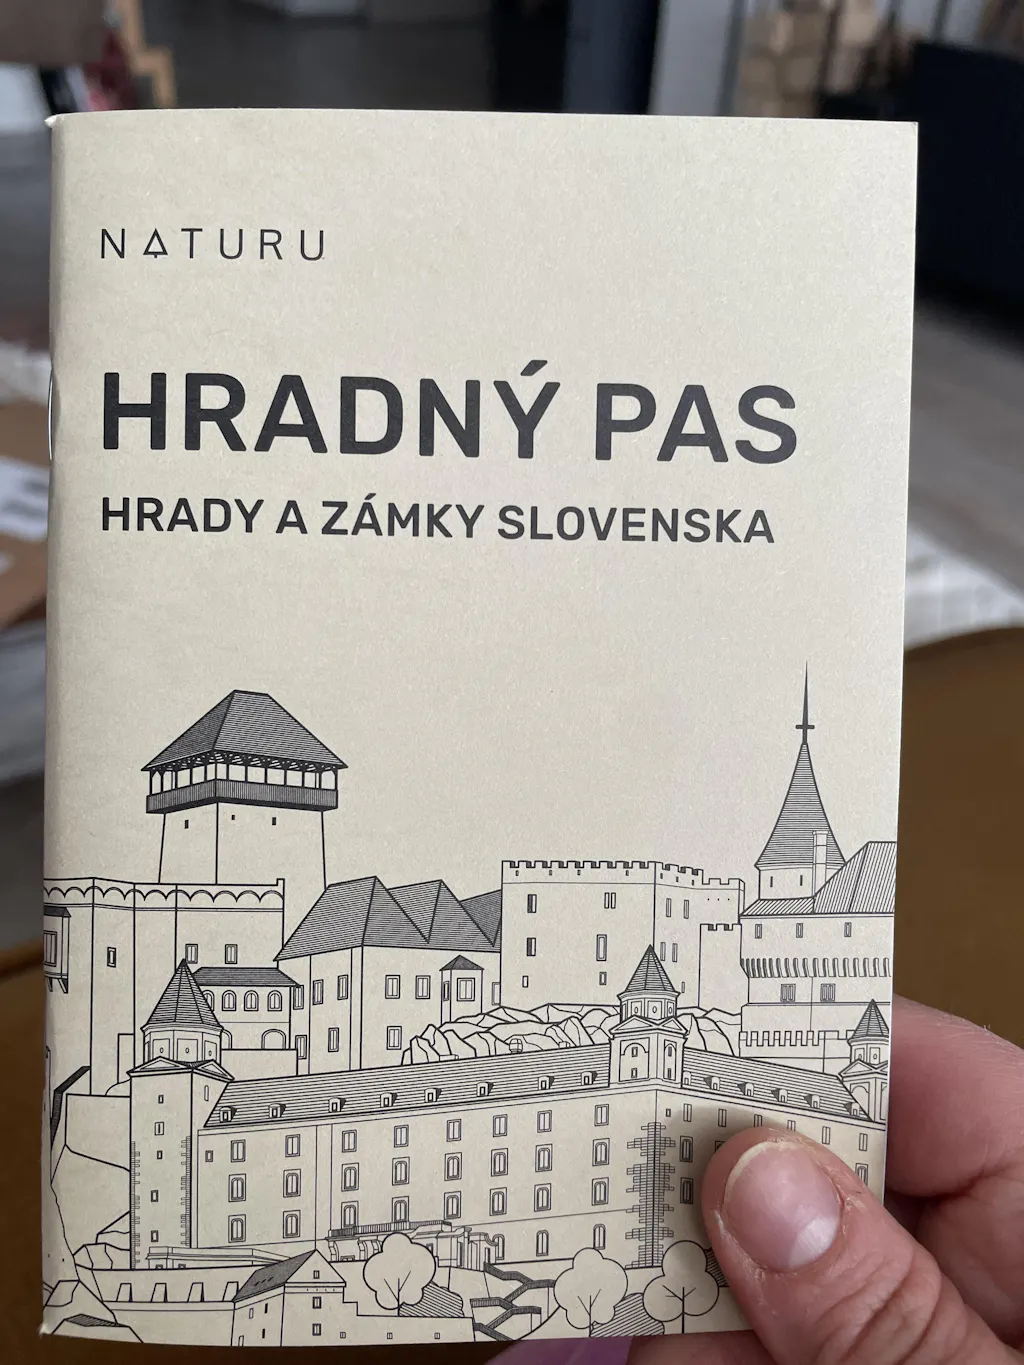 NATURU
HRADNÝ PAS
HRADY A ZÁMKY SLOVENSKA